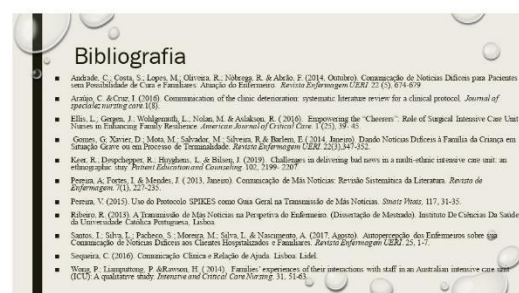 Bibliografia
Andrade, C.; Costa, S.; Lopes, M.; Oliveira, R.; Nóbrega, R. & Abrão, F. (2014, Outubro). Comunicação de Notícias Difíceis para Pacientes
sem Possibilidade de Cura e Familiares: Atuação do Enfermeiro. Revista Enfermagem UERJ. 22 (5), 674-679
Araújo, C. &Cruz, I. (2016). Communication of the clinic deterioration: systematic literature review for a clinical protocol. Journal of
specialized nursing care.1(8).
Ellis, L.; Gergen, J.; Wohlgemuth, L.; Nolan, M. & Aslakson, R. (2016). Empowering the "Cheerers": Role of Surgical Intensive Care Unit
Nurses in Enhancing Family Resilience. American Journal of Critical Care. 1 (25), 39- 45.
Gomes, G; Xavier, D.; Mota, M.; Salvador, M.; Silveira, R.& Barlem, E.( 2014, Janeiro). Dando Notícias Difíceis à Família da Criança em
Situação Grave ou em Processo de Terminalidade. Revista Enfermagem UERJ. 22(3),347-352.
Keer, R.; Deschepper, R.; Huyghens, L. & Bilsen, J. (2019). Challenges in delivering bad news in a multi-ethnic intensive care unit: an
ethnographic stuy. Patient Education and Counseling. 102, 2199- 2207.
Pereira, A; Fortes, I. & Mendes, J. ( 2013, Janeiro). Comunicação de Más Notícias: Revisão Sistemática da Literatura. Revista de
Enfermagem. 7(1), 227-235.
Pereira, V. (2015). Uso do Protocolo SPIKES como Guia Geral na Transmissão de Más Notícias. Sinais Vitais, 117, 31-35.
Ribeiro, R. (2013). A Transmissão de Más Notícias na Perspetiva do Enfermeiro. (Dissertação de Mestrado). Instituto De Ciências Da Saúde
da Universidade Católica Portuguesa, Lisboa.
Santos, I.; Silva, L.; Pacheco, S.; Moreira, M.; Silva, L. & Nascimento, A. (2017, Agosto). Autopercepção dos Enfermeiros sobre sua
Comunicação de Notícias Difíceis aos Clientes Hospitalizados e Familiares. Revista Enfermagem UERJ. 25, 1-7.
Sequeira, C. (2016). Comunicação Clínica e Relação de Ajuda. Lisboa: Lidel.
Wong, P.; Liamputtong, P. &Rawson, H. ( 2014). Families' experiences of their interactions with staff in an Australian intensive care unit
(ICU): A qualitative study. Intensive and Critical Care Nursing. 31, 51-63.